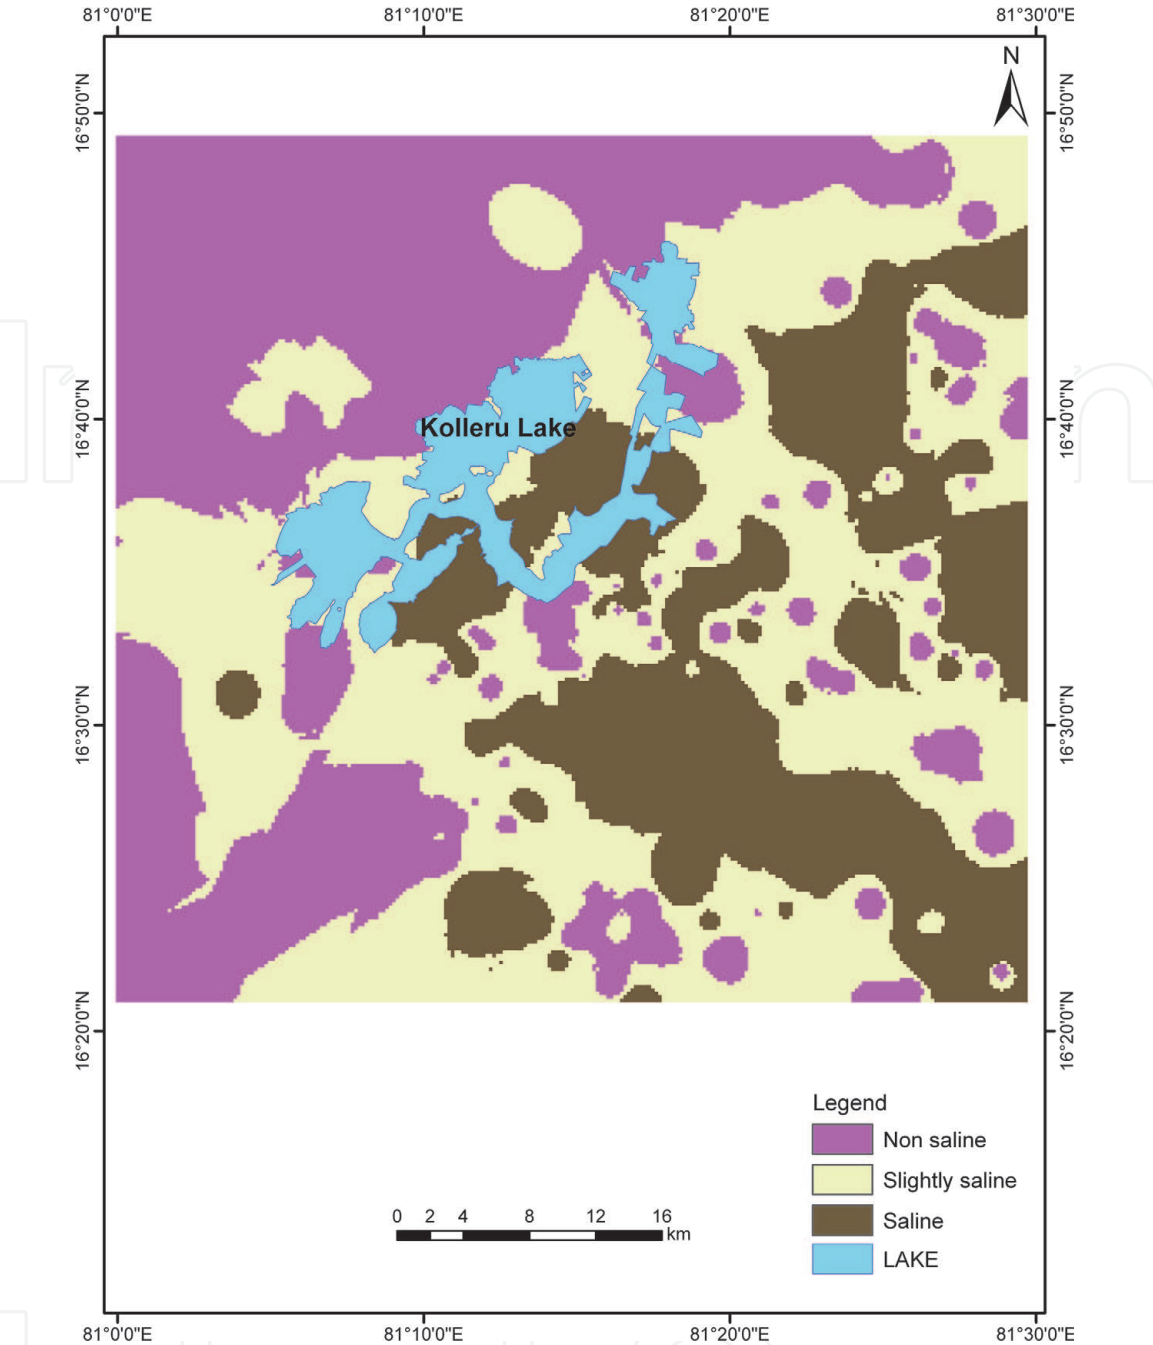 81°0'0"E 81°10'0"E 81°20'0"E 81°30'0"E
N
16°50'0"N 16°50'0"N
16°40'0"N 16°40'0"N
Kolleru Lake
16°30'0"N 16°30'0"N
16°20'0"N 16°20'0"N
Legend
Non saline
Slightly saline
Saline
LAKE
0 2 4 8 12 16
km
81°0'0"E 81°10'0"E 81°20'0"E 81°30'0"E